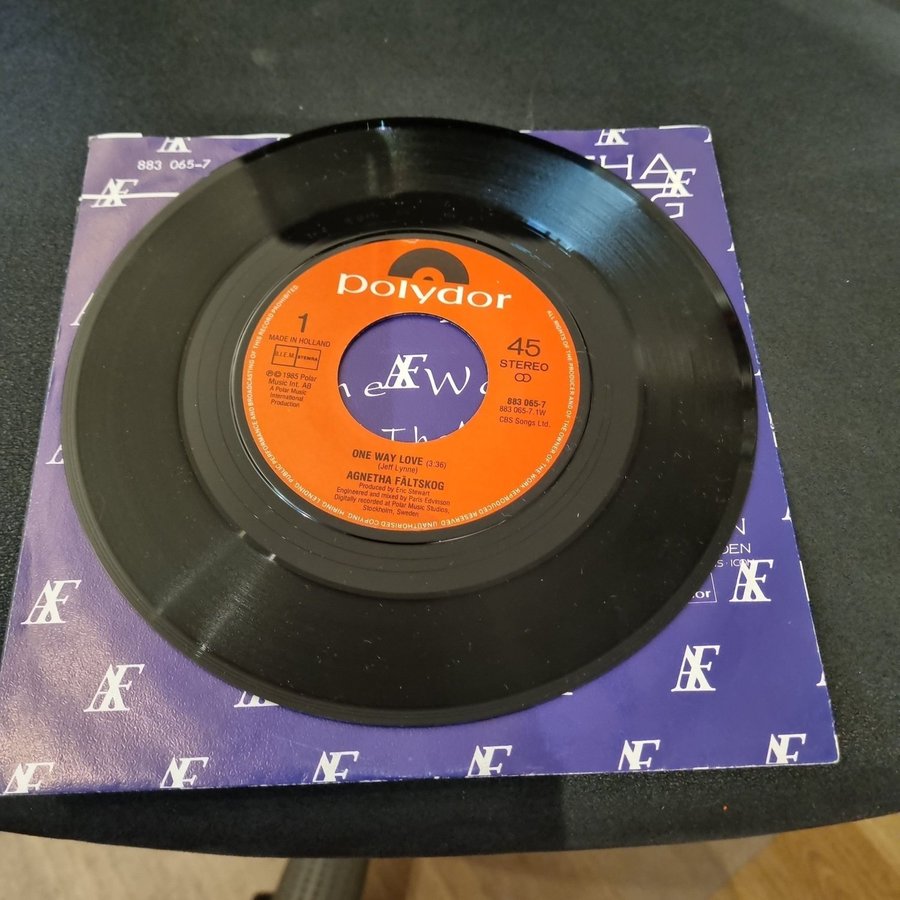 883 065-7
polydor
1
MADE IN HOLLAND
B.I.E.M.
STEMRA
℗© 1985 Polar
Music Int. AB
A Polar Music
International
Production
45
STEREO
883 065-7
883 065-7.1W
CBS Songs Ltd.
ONE WAY LOVE (3:36)
(Jeff Lynne)
AGNETHA FÄLTSKOG
Produced by Eric Stewart
Engineered and mixed by Paris Edvinson
Digitally recorded at Polar Music Studios,
Stockholm, Sweden
ALL RIGHTS OF THE PRODUCER AND OF THE OWNER OF THE WORK REPRODUCED RESERVED UNAUTHORISED COPYING HIRING LENDING PUBLIC PERFORMANCE AND BROADCASTING OF THIS RECORD PROHIBITED